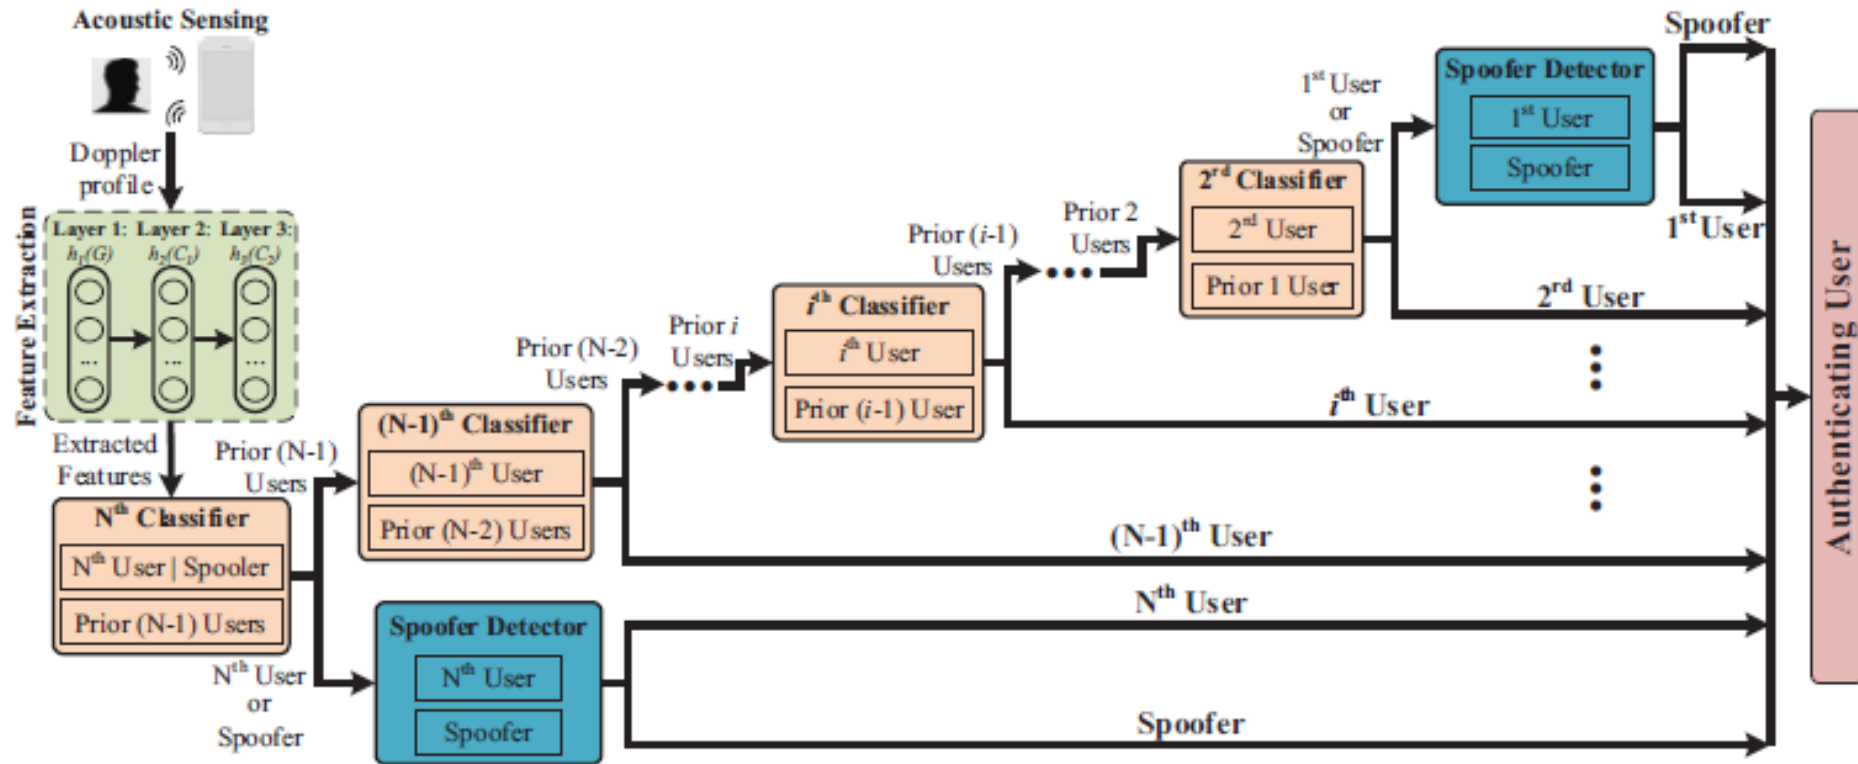 Acoustic Sensing
Doppler
profile
Feature Extraction
Layer 1: Layer 2: Layer 3:
h₁(G) h₂(C₁) h₃(C₂)
...
...
...
Extracted
Features
Nᵗʰ Classifier
Nᵗʰ User | Spooler
Prior (N-1) Users
Prior (N-1)
Users
Nᵗʰ User
or
Spoofer
(N-1)ᵗʰ Classifier
(N-1)ᵗʰ User
Prior (N-2) Users
Spoofer Detector
Nᵗʰ User
Spoofer
Prior (N-2)
Users
Prior i
Users
iᵗʰ Classifier
iᵗʰ User
Prior (i-1) User
Prior (i-1)
Users
Prior 2
Users
2ʳᵈ Classifier
2ʳᵈ User
Prior 1 User
1ˢᵗ User
or
Spoofer
Spoofer Detector
1ˢᵗ User
Spoofer
Spoofer
1ˢᵗ User
2ʳᵈ User
iᵗʰ User
(N-1)ᵗʰ User
Nᵗʰ User
Spoofer
Authenticating User